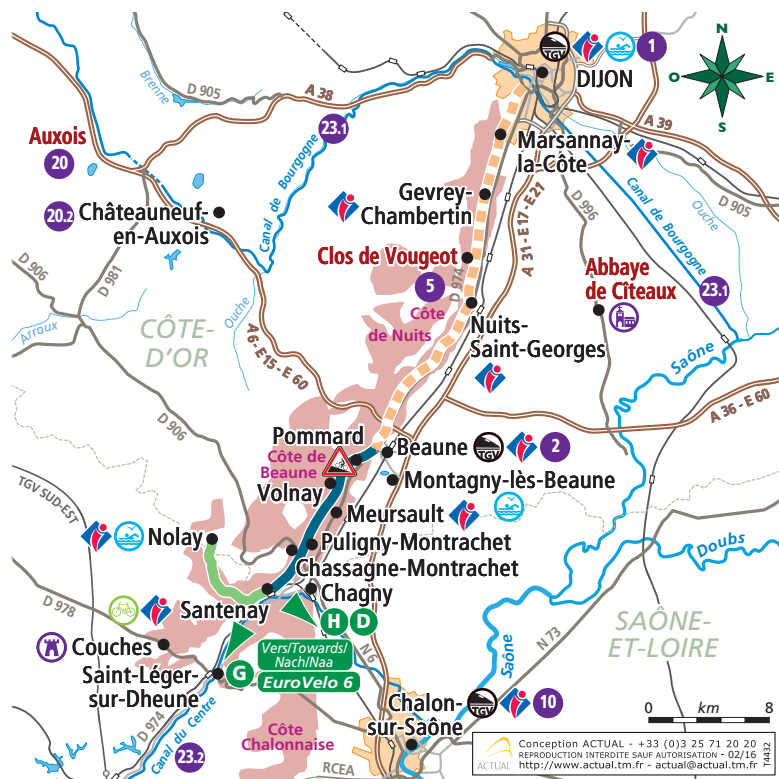 N
O
E
S
TGV
1
DIJON
Brenne
D 905
A 38
23.1
Auxois
20
A 39
Marsannay-
la-Côte
20.2
Châteauneuf-
en-Auxois
Canal de Bourgogne
Gevrey-
Chambertin
Canal de Bourgogne
Ouche
D 905
D 996
A 31 - E 17 - E 21
Clos de Vougeot
5
D 974
Abbaye
de Cîteaux
23.1
D 906
D 981
Arroux
Ouche
Côte
de Nuits
Nuits-
Saint-Georges
CÔTE-
D'OR
A 6 - E 15 - E 60
Saône
A 36 - E 60
D 906
Pommard
Côte de
Beaune
Beaune
TGV
2
Volnay
Montagny-lès-Beaune
TGV SUD-EST
Meursault
Nolay
Puligny-Montrachet
Doubs
Chassagne-Montrachet
D 978
Santenay
Chagny
H
D
SAÔNE-
ET-LOIRE
Couches
Vers/Towards/
Nach/Naa
G
EuroVelo 6
N 6
N 73
Saône
Saint-Léger-
sur-Dheune
Chalon-
sur-Saône
TGV
10
D 974
Canal du Centre
23.2
Côte
Chalonnaise
RCEA
0
km
8
ACTUAL
Conception ACTUAL - +33 (0)3 25 71 20 20
REPRODUCTION INTERDITE SAUF AUTORISATION - 02/16
http://www.actual.tm.fr - actual@actual.tm.fr
T4432